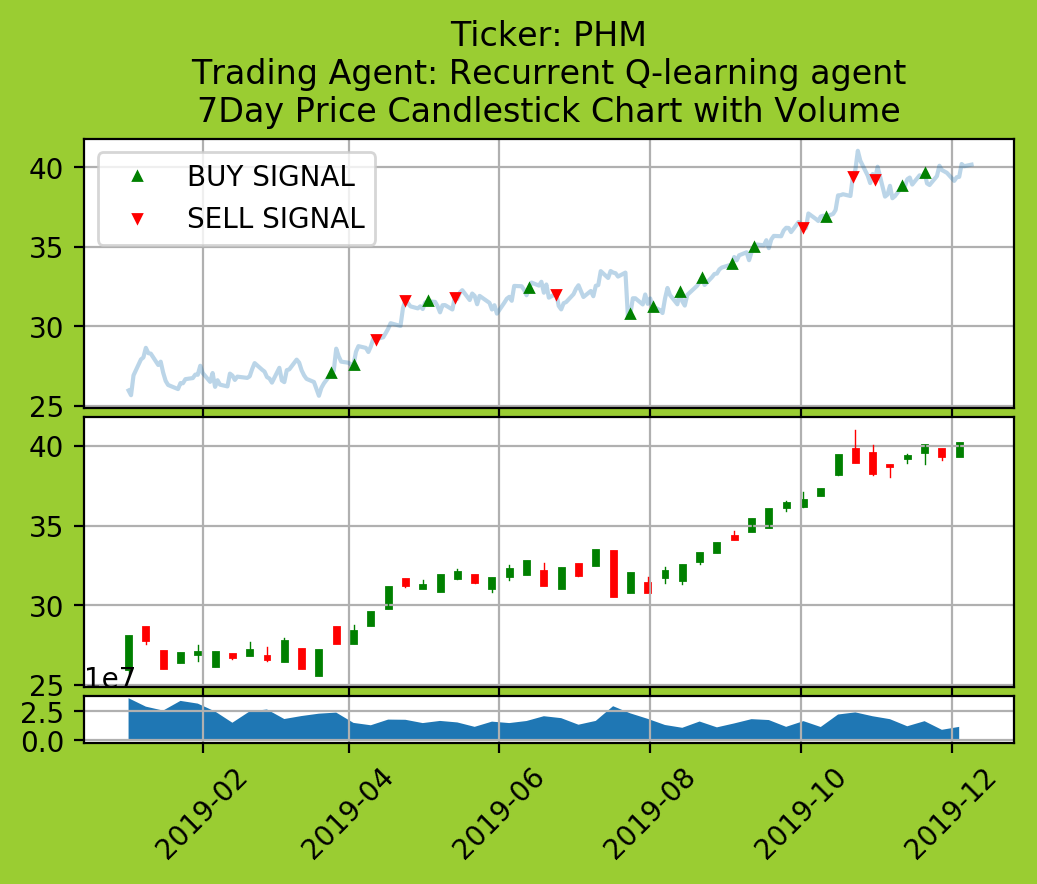 Ticker: PHM
Trading Agent: Recurrent Q-learning agent
7Day Price Candlestick Chart with Volume
BUY SIGNAL
SELL SIGNAL
40
35
30
25
40
35
30
25
1e7
2.5
0.0
2019-02
2019-04
2019-06
2019-08
2019-10
2019-12